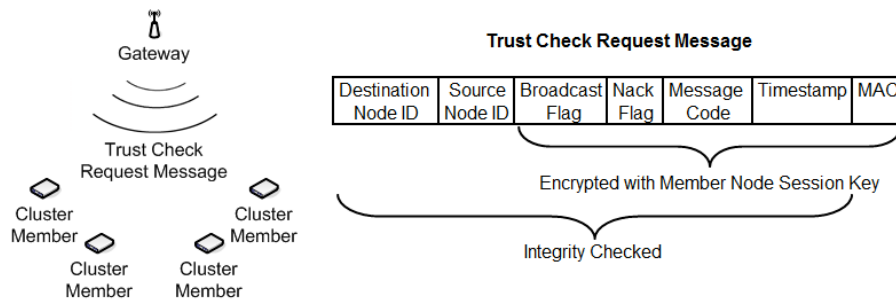 Gateway
Trust Check
Request Message
Cluster
Member
Cluster
Member
Cluster
Member
Cluster
Member
Trust Check Request Message
Destination Node ID
Source Node ID
Broadcast Flag
Nack Flag
Message Code
Timestamp
MAC
Encrypted with Member Node Session Key
Integrity Checked